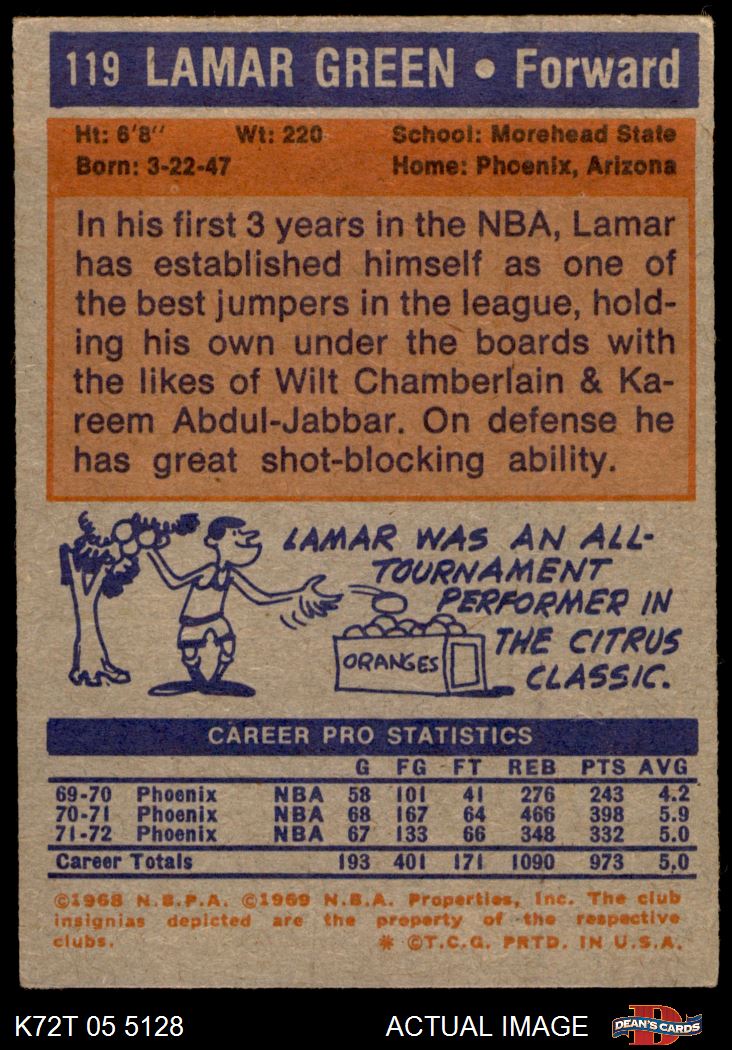 119 LAMAR GREEN • Forward
Ht: 6'8" Wt: 220 School: Morehead State
Born: 3-22-47 Home: Phoenix, Arizona
In his first 3 years in the NBA, Lamar
has established himself as one of
the best jumpers in the league, hold-
ing his own under the boards with
the likes of Wilt Chamberlain & Ka-
reem Abdul-Jabbar. On defense he
has great shot-blocking ability.
LAMAR WAS AN ALL-
TOURNAMENT
PERFORMER IN
THE CITRUS
CLASSIC.
ORANGES
CAREER PRO STATISTICS
G FG FT REB PTS AVG
69-70 Phoenix NBA 58 101 41 276 243 4.2
70-71 Phoenix NBA 68 167 64 466 398 5.9
71-72 Phoenix NBA 67 133 66 348 332 5.0
Career Totals 193 401 171 1090 973 5.0
©1968 N.B.P.A. ©1969 N.B.A. Properties, Inc. The club
insignias depicted are the property of the respective
clubs. * ©T.C.G. PRTD. IN U.S.A.
K72T 05 5128 ACTUAL IMAGE D DEAN'S CARDS